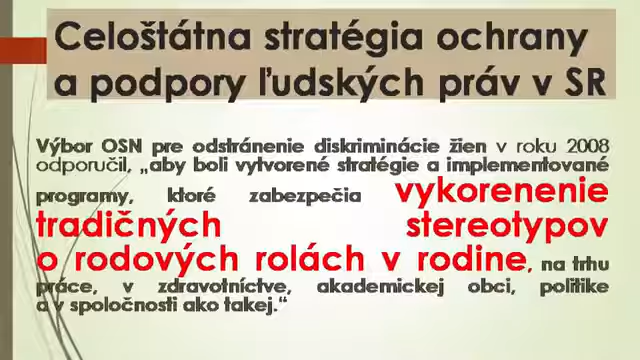 Celoštátna stratégia ochrany
a podpory ľudských práv v SR
Výbor OSN pre odstránenie diskriminácie žien v roku 2008
odporučil, „aby boli vytvorené stratégie a implementované
programy, ktoré zabezpečia vykorenenie
tradičných stereotypov
o rodových rolách v rodine, na trhu
práce, v zdravotníctve, akademickej obci, politike
a v spoločnosti ako takej.“